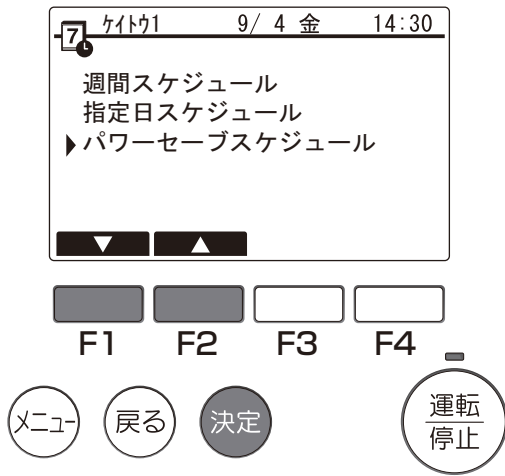 7 ｹｲﾄｳ1 9/ 4 金 14:30
週間スケジュール
指定日スケジュール
パワーセーブスケジュール
F1 F2 F3 F4
メニュー 戻る 決定 運転
停止